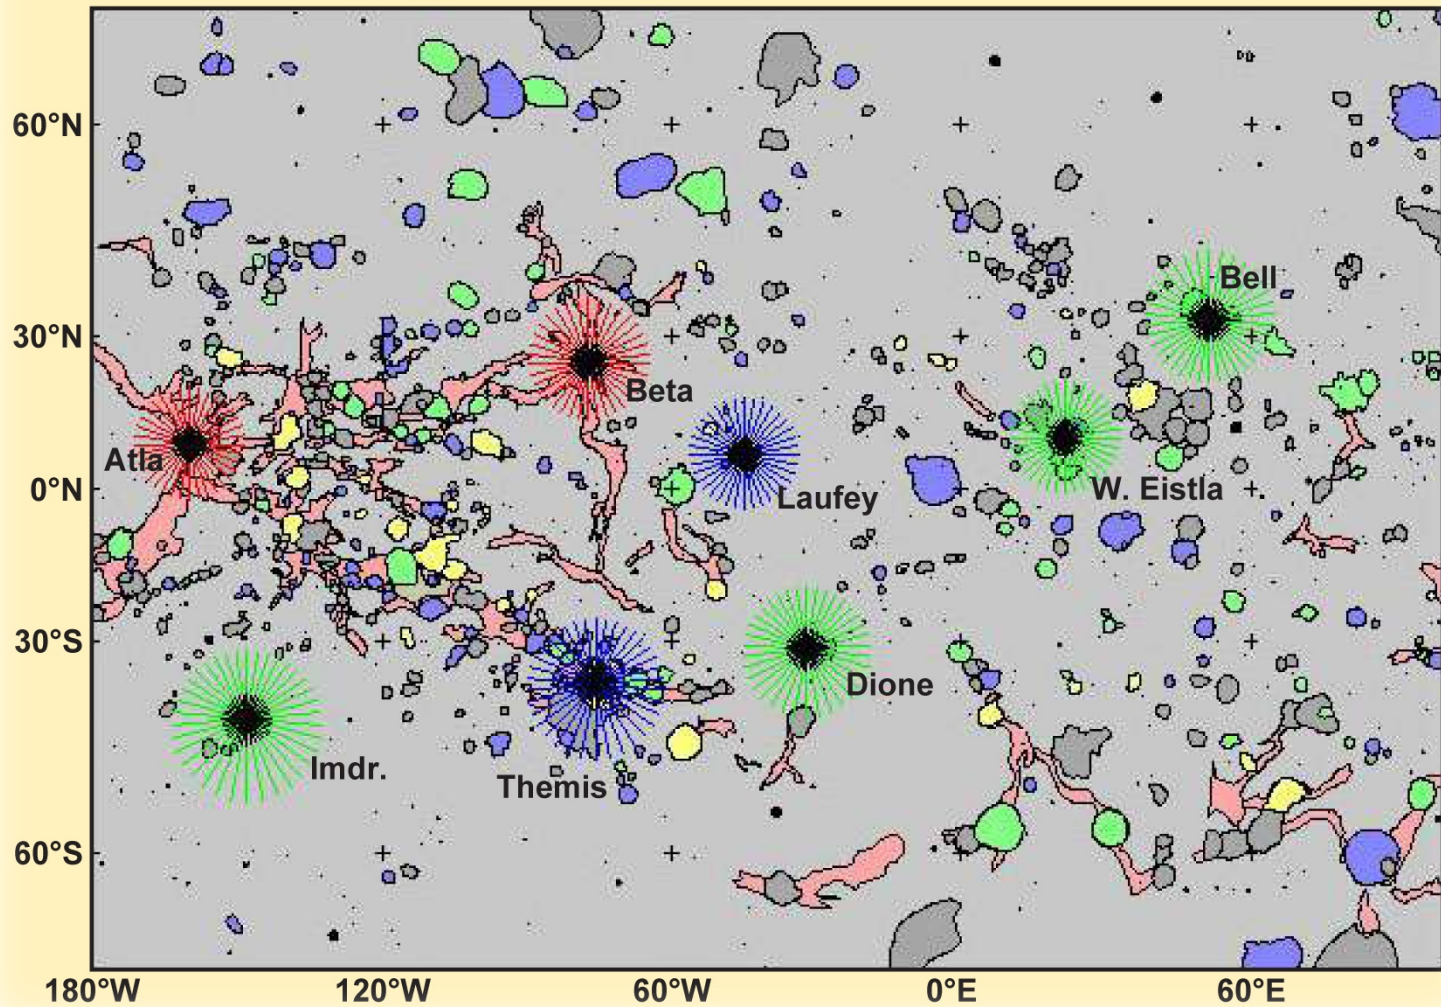 60°N
Bell
30°N
Beta
Atla
0°N
Laufey
W. Eistla
30°S
Dione
Imdr.
Themis
60°S
180°W 120°W 60°W 0°E 60°E